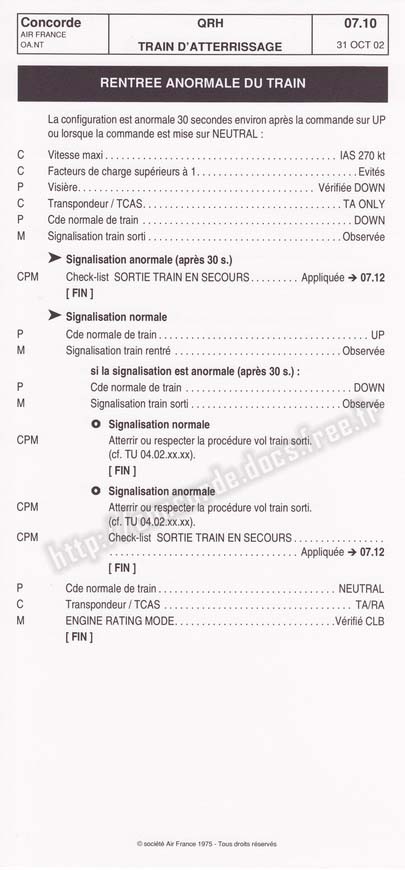 Concorde QRH 07.10
AIR FRANCE
OA.NT TRAIN D'ATTERRISSAGE 31 OCT 02
RENTREE ANORMALE DU TRAIN
La configuration est anormale 30 secondes environ après la commande sur UP
ou lorsque la commande est mise sur NEUTRAL :
C Vitesse maxi . . . . . . . . . . IAS 270 kt
C Facteurs de charge supérieurs à 1 . . . . . . . . . . Evités
P Visière . . . . . . . . . . Vérifiée DOWN
C Transpondeur / TCAS . . . . . . . . . . TA ONLY
P Cde normale de train . . . . . . . . . . DOWN
M Signalisation train sorti . . . . . . . . . . Observée
➤ Signalisation anormale (après 30 s.)
CPM Check-list SORTIE TRAIN EN SECOURS . . . . . . . . . Appliquée ➔ 07.12
[ FIN ]
➤ Signalisation normale
P Cde normale de train . . . . . . . . . . UP
M Signalisation train rentré . . . . . . . . . . Observée
si la signalisation est anormale (après 30 s.) :
P Cde normale de train . . . . . . . . . . DOWN
M Signalisation train sorti . . . . . . . . . . Observée
Signalisation normale
CPM Atterrir ou respecter la procédure vol train sorti.
(cf. TU 04.02.xx.xx).
[ FIN ]
Signalisation anormale
CPM Atterrir ou respecter la procédure vol train sorti.
(cf. TU 04.02.xx.xx).
CPM Check-list SORTIE TRAIN EN SECOURS . . . . . . . . . .
. . . . . . . . . . Appliquée ➔ 07.12
[ FIN ]
P Cde normale de train . . . . . . . . . . NEUTRAL
C Transpondeur / TCAS . . . . . . . . . . TA/RA
M ENGINE RATING MODE . . . . . . . . . . Vérifié CLB
[ FIN ]
http://concorde.docs.free.fr
© société Air France 1975 - Tous droits réservés